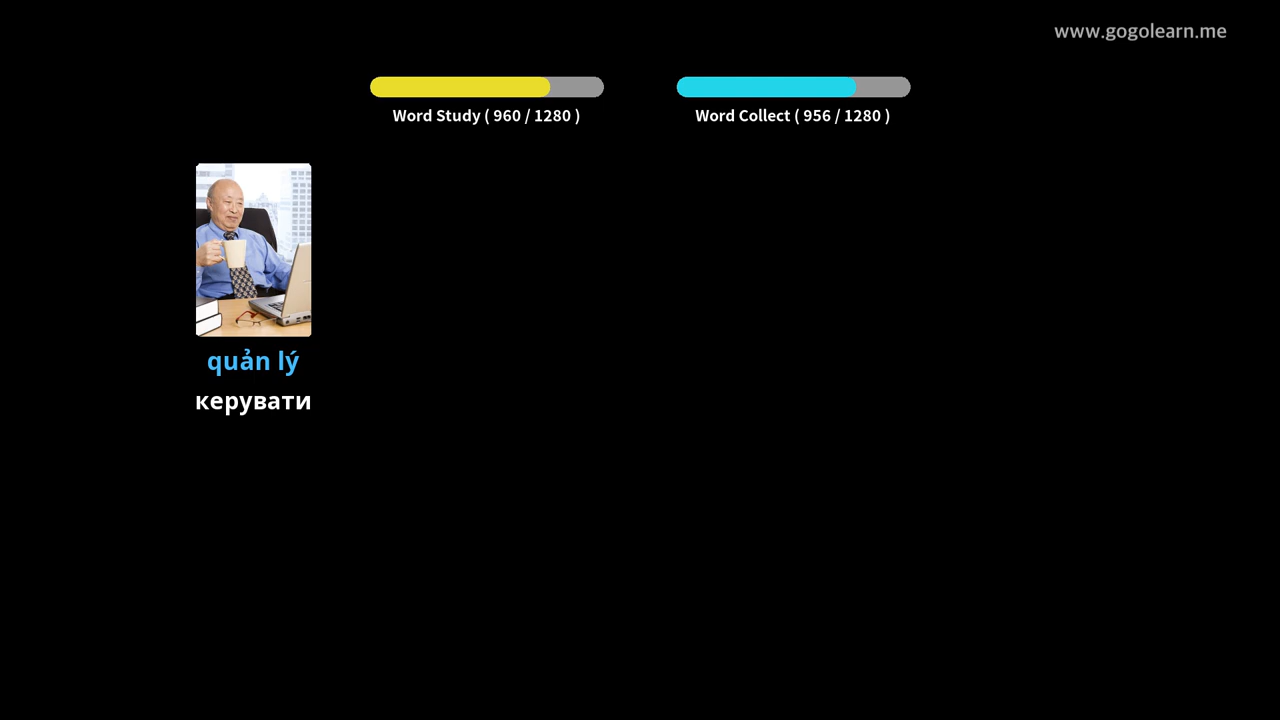 www.gogolearn.me
Word Study ( 960 / 1280 )
Word Collect ( 956 / 1280 )
quản lý
керувати